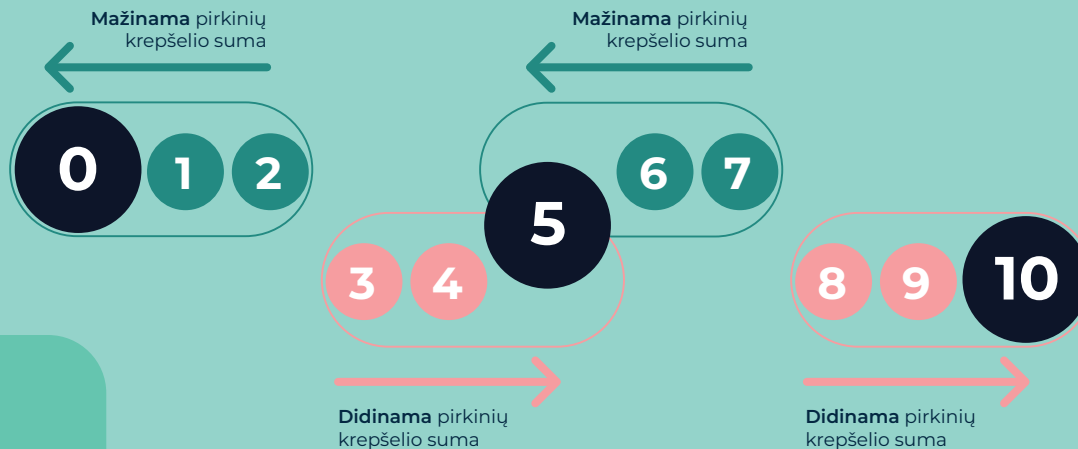 Mažinama pirkinių
krepšelio suma
Mažinama pirkinių
krepšelio suma
0 1 2
6 7
5
3 4
8 9 10
Didinama pirkinių
krepšelio suma
Didinama pirkinių
krepšelio suma